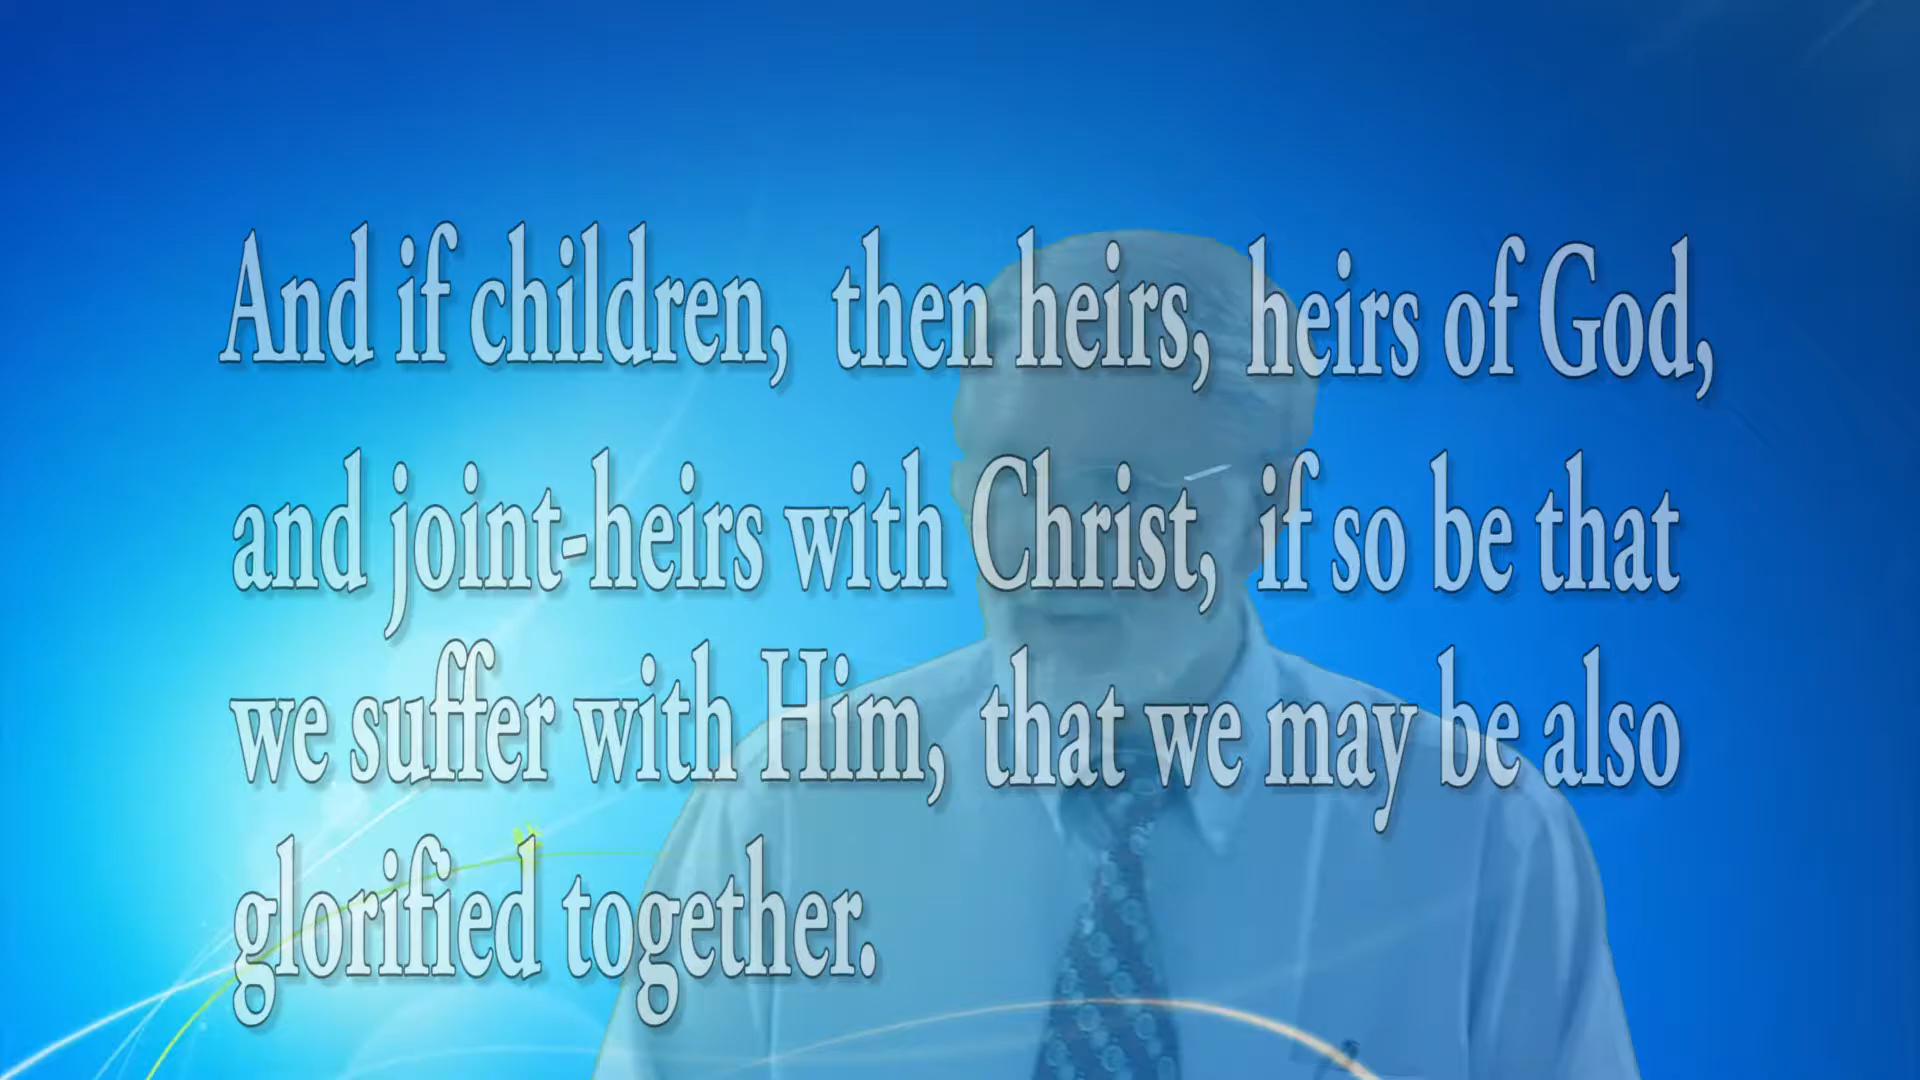 And if children, then heirs, heirs of God,
and joint-heirs with Christ, if so be that
we suffer with Him, that we may be also
glorified together.